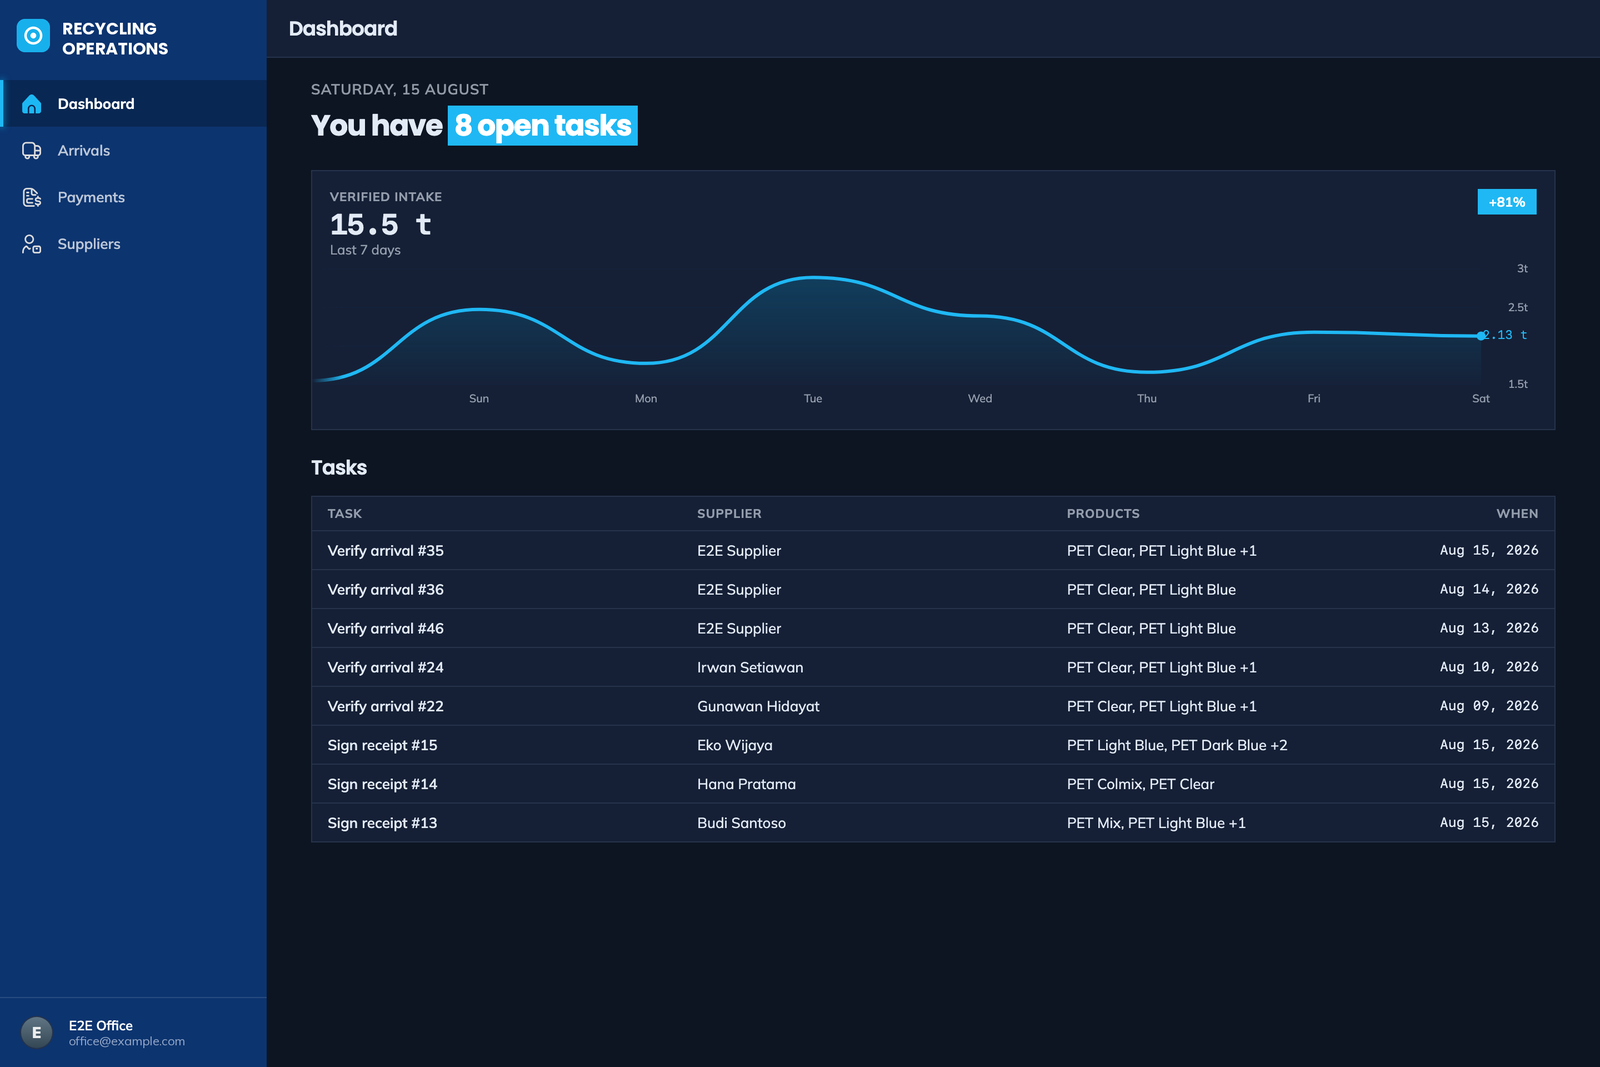 RECYCLING
OPERATIONS
Dashboard
Arrivals
Payments
Suppliers
E
E2E Office
office@example.com
Dashboard
SATURDAY, 15 AUGUST
You have 8 open tasks
VERIFIED INTAKE
15.5 t
Last 7 days
+81%
3t
2.5t
2.13 t
1.5t
Sun Mon Tue Wed Thu Fri Sat
Tasks
TASK SUPPLIER PRODUCTS WHEN
Verify arrival #35 E2E Supplier PET Clear, PET Light Blue +1 Aug 15, 2026
Verify arrival #36 E2E Supplier PET Clear, PET Light Blue Aug 14, 2026
Verify arrival #46 E2E Supplier PET Clear, PET Light Blue Aug 13, 2026
Verify arrival #24 Irwan Setiawan PET Clear, PET Light Blue +1 Aug 10, 2026
Verify arrival #22 Gunawan Hidayat PET Clear, PET Light Blue +1 Aug 09, 2026
Sign receipt #15 Eko Wijaya PET Light Blue, PET Dark Blue +2 Aug 15, 2026
Sign receipt #14 Hana Pratama PET Colmix, PET Clear Aug 15, 2026
Sign receipt #13 Budi Santoso PET Mix, PET Light Blue +1 Aug 15, 2026